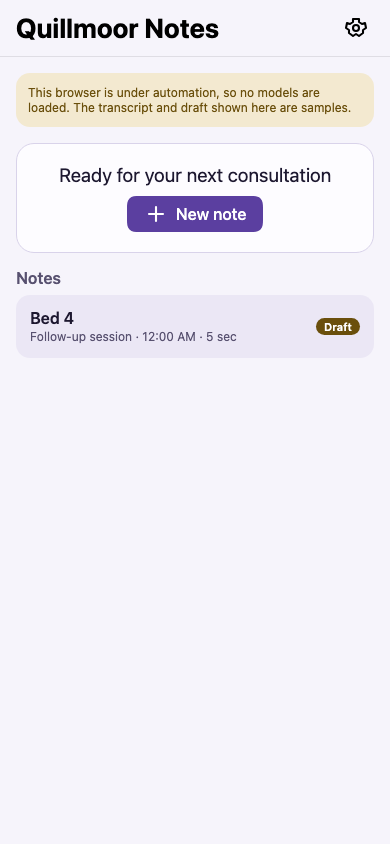 Quillmoor Notes
This browser is under automation, so no models are
loaded. The transcript and draft shown here are samples.
Ready for your next consultation
New note
Notes
Bed 4
Follow-up session · 12:00 AM · 5 sec
Draft